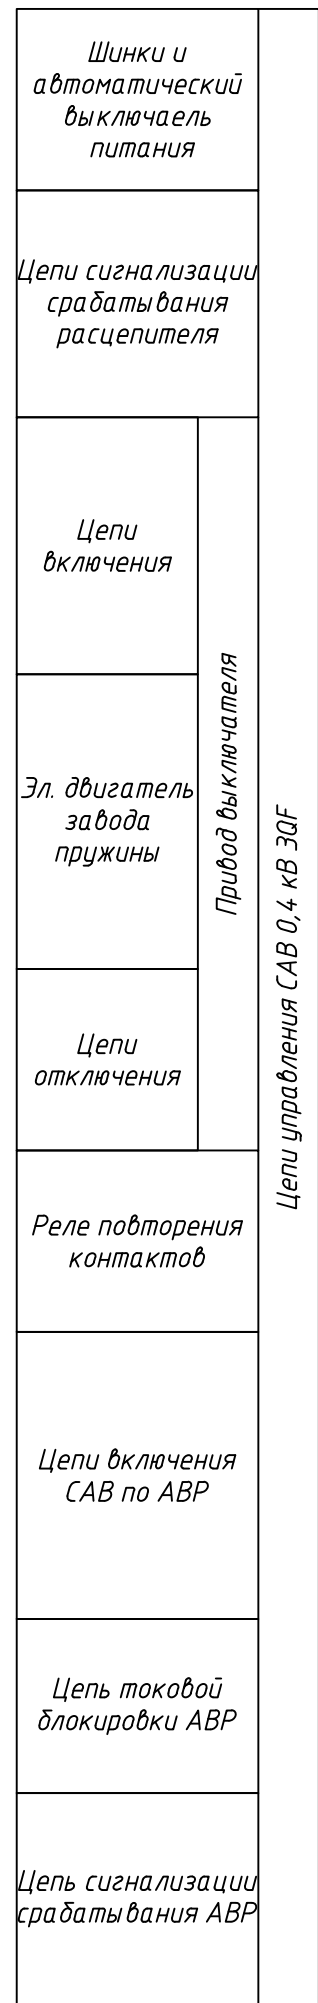 Шинки и
автоматический
выключаель
питания
Цепи сигнализации
срабатывания
расцепителя
Цепи
включения
Эл. двигатель
завода
пружины
Цепи
отключения
Привод выключателя
Реле повторения
контактов
Цепи включения
САВ по АВР
Цепь токовой
блокировки АВР
Цепь сигнализации
срабатывания АВР
Цепи управления САВ 0,4 кВ 3QF